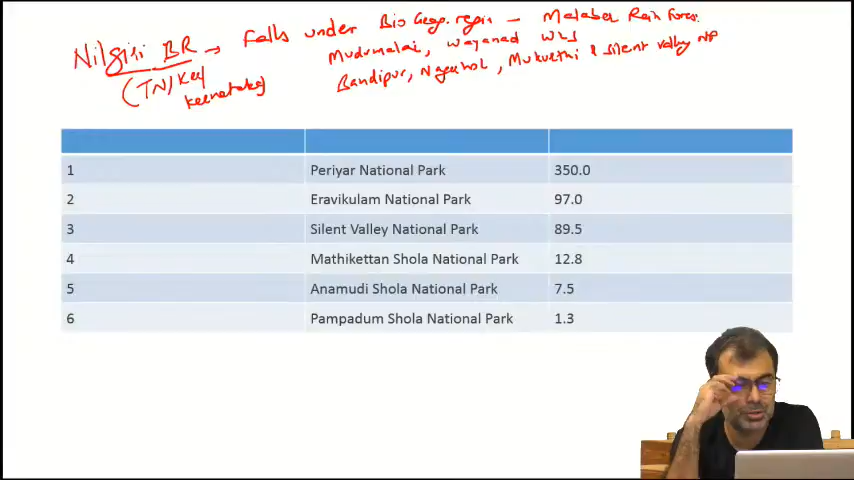 Nilgiri BR → Falls under Bio Geog. region - Malabar Rain Forest
(TN) Ker/ Mudumalai, Wayanad WLS
Karnataka) Bandipur, Nagarhol, Mukurthi & Silent Valley NP
1 Periyar National Park 350.0
2 Eravikulam National Park 97.0
3 Silent Valley National Park 89.5
4 Mathikettan Shola National Park 12.8
5 Anamudi Shola National Park 7.5
6 Pampadum Shola National Park 1.3